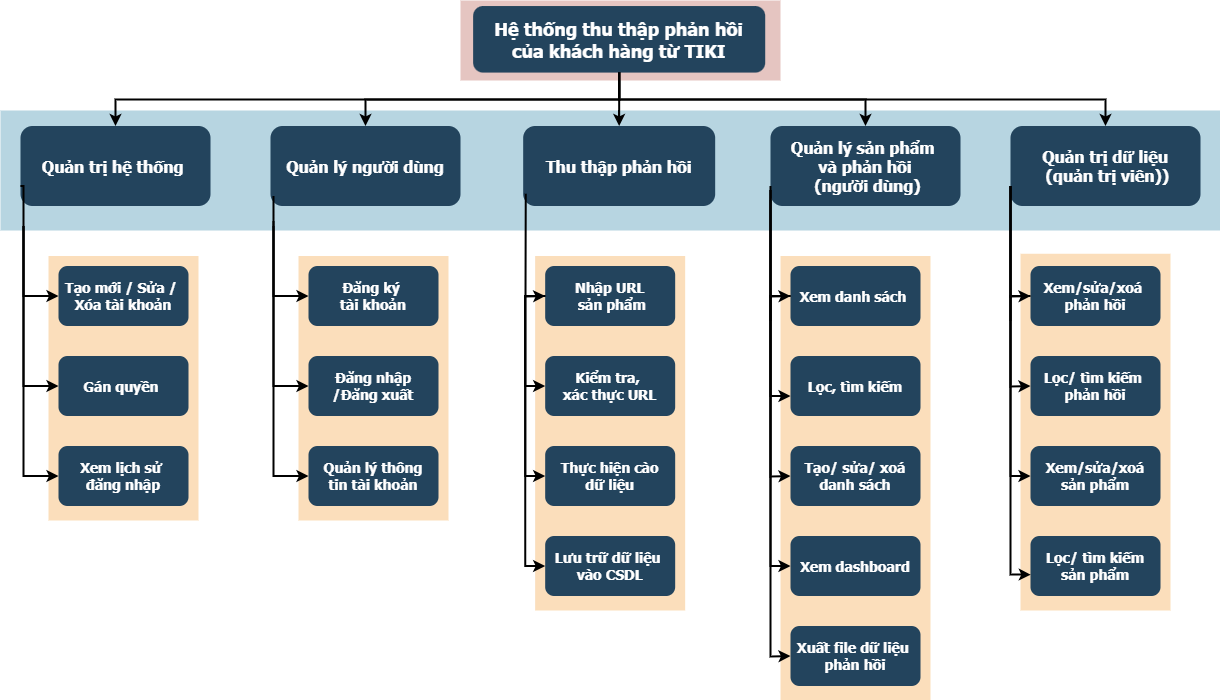 Hệ thống thu thập phản hồi
của khách hàng từ TIKI
Quản trị hệ thống
Quản lý người dùng
Thu thập phản hồi
Quản lý sản phẩm
và phản hồi
(người dùng)
Quản trị dữ liệu
(quản trị viên))
Tạo mới / Sửa /
Xóa tài khoản
Gán quyền
Xem lịch sử
đăng nhập
Đăng ký
tài khoản
Đăng nhập
/Đăng xuất
Quản lý thông
tin tài khoản
Nhập URL
sản phẩm
Kiểm tra,
xác thực URL
Thực hiện cào
dữ liệu
Lưu trữ dữ liệu
vào CSDL
Xem danh sách
Lọc, tìm kiếm
Tạo/ sửa/ xoá
danh sách
Xem dashboard
Xuất file dữ liệu
phản hồi
Xem/sửa/xoá
phản hồi
Lọc/ tìm kiếm
phản hồi
Xem/sửa/xoá
sản phẩm
Lọc/ tìm kiếm
sản phẩm